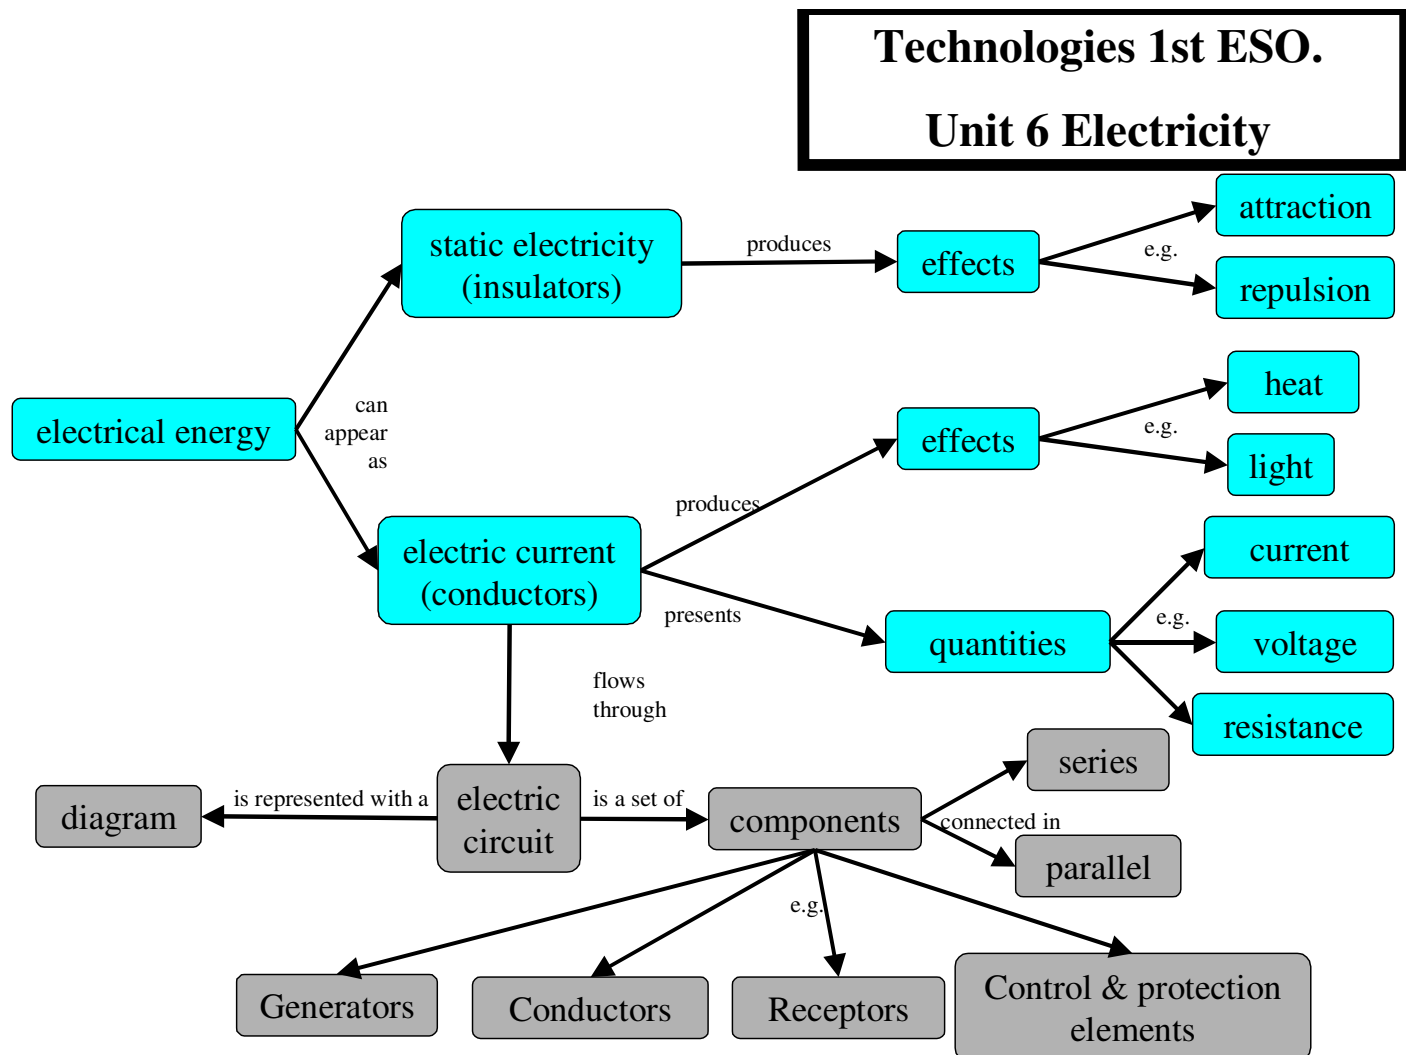 Technologies 1st ESO.
Unit 6 Electricity
attraction
static electricity
(insulators)
produces
effects
e.g.
repulsion
heat
can
appear
as
electrical energy
effects
e.g.
light
produces
electric current
(conductors)
current
presents
quantities
e.g.
voltage
resistance
flows
through
series
diagram
is represented with a
electric
circuit
is a set of
components
connected in
parallel
e.g.
Generators
Conductors
Receptors
Control & protection
elements